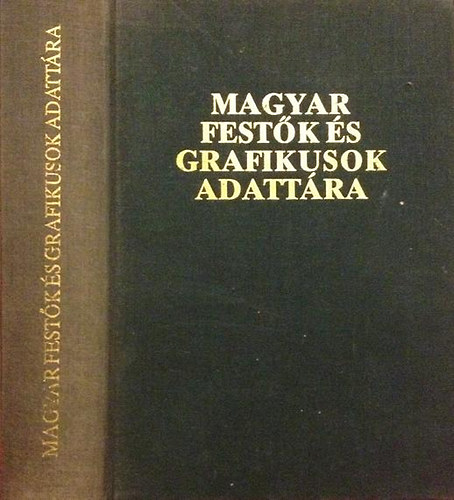 MAGYAR FESTŐK ÉS GRAFIKUSOK ADATTÁRA
MAGYAR
FESTŐK ÉS
GRAFIKUSOK
ADATTÁRA